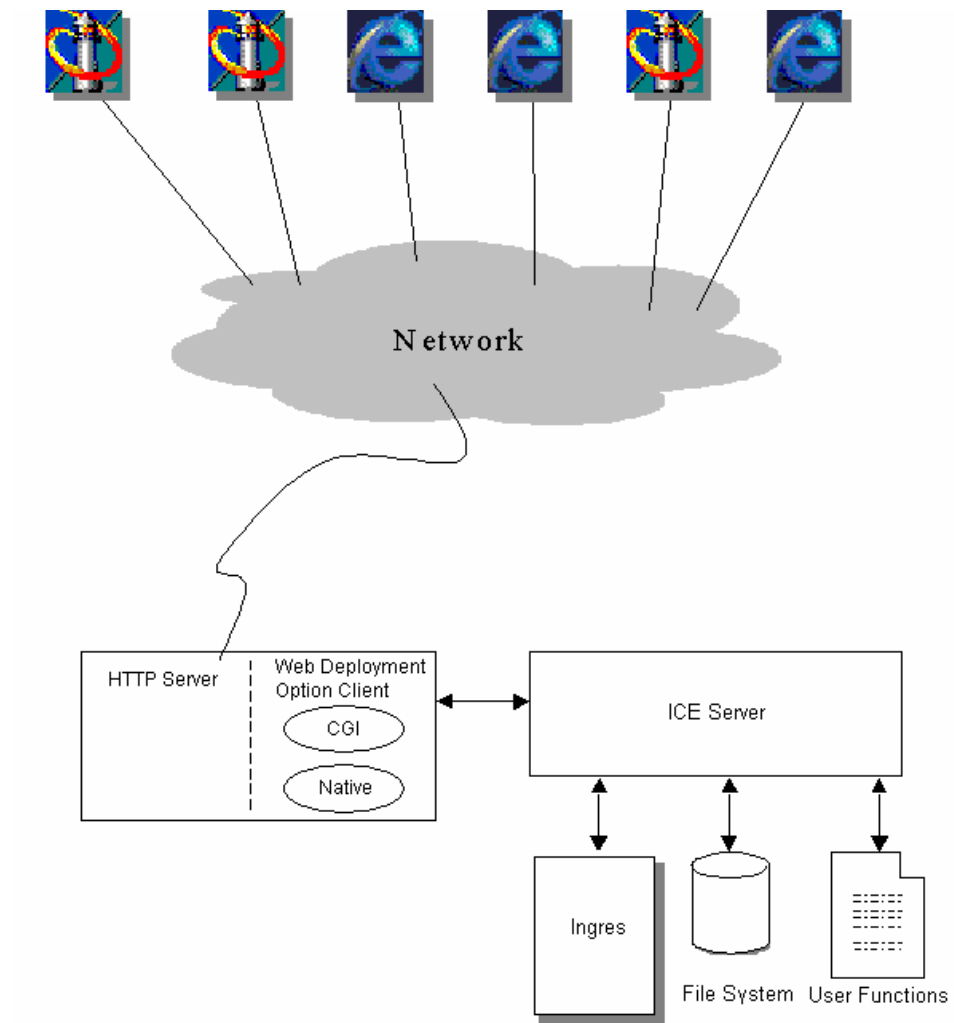 Network
HTTP Server
Web Deployment
Option Client
CGI
Native
ICE Server
Ingres
File System
User Functions